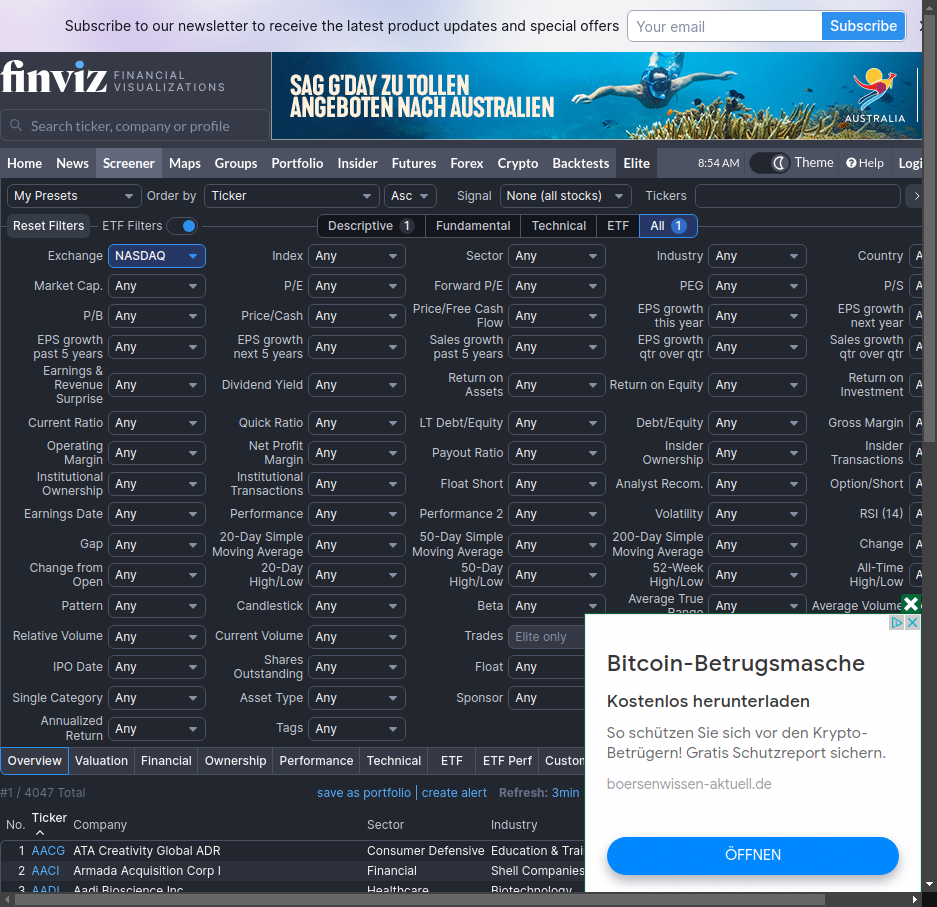 Subscribe to our newsletter to receive the latest product updates and special offers Your email Subscribe
finviz FINANCIAL VISUALIZATIONS
SAG G'DAY ZU TOLLEN
ANGEBOTEN NACH AUSTRALIEN
AUSTRALIA
Search ticker, company or profile
Home News Screener Maps Groups Portfolio Insider Futures Forex Crypto Backtests Elite 8:54 AM Theme Help Logi
My Presets Order by Ticker Asc Signal None (all stocks) Tickers
Reset Filters ETF Filters Descriptive 1 Fundamental Technical ETF All 1
Exchange NASDAQ Index Any Sector Any Industry Any Country
Market Cap. Any P/E Any Forward P/E Any PEG Any P/S
P/B Any Price/Cash Any Price/Free Cash Flow Any EPS growth this year Any EPS growth next year
EPS growth past 5 years Any EPS growth next 5 years Any Sales growth past 5 years Any EPS growth qtr over qtr Any Sales growth qtr over qtr
Earnings & Revenue Surprise Any Dividend Yield Any Return on Assets Any Return on Equity Any Return on Investment
Current Ratio Any Quick Ratio Any LT Debt/Equity Any Debt/Equity Any Gross Margin
Operating Margin Any Net Profit Margin Any Payout Ratio Any Insider Ownership Any Insider Transactions
Institutional Ownership Any Institutional Transactions Any Float Short Any Analyst Recom. Any Option/Short
Earnings Date Any Performance Any Performance 2 Any Volatility Any RSI (14)
Gap Any 20-Day Simple Moving Average Any 50-Day Simple Moving Average Any 200-Day Simple Moving Average Any Change
Change from Open Any 20-Day High/Low Any 50-Day High/Low Any 52-Week High/Low Any All-Time High/Low
Pattern Any Candlestick Any Beta Any Average True Range Any Average Volume
Relative Volume Any Current Volume Any Trades Elite only
IPO Date Any Shares Outstanding Any Float Any
Single Category Any Asset Type Any Sponsor Any
Annualized Return Any Tags Any
Overview Valuation Financial Ownership Performance Technical ETF ETF Perf Custom
#1 / 4047 Total save as portfolio | create alert Refresh: 3min
No. Ticker Company Sector Industry
1 AACG ATA Creativity Global ADR Consumer Defensive Education & Trai
2 AACI Armada Acquisition Corp I Financial Shell Companies
3 AADI Aadi Bioscience Inc Healthcare Biotechnology
Bitcoin-Betrugsmasche
Kostenlos herunterladen
So schützen Sie sich vor den Krypto-
Betrügern! Gratis Schutzreport sichern.
boersenwissen-aktuell.de
ÖFFNEN